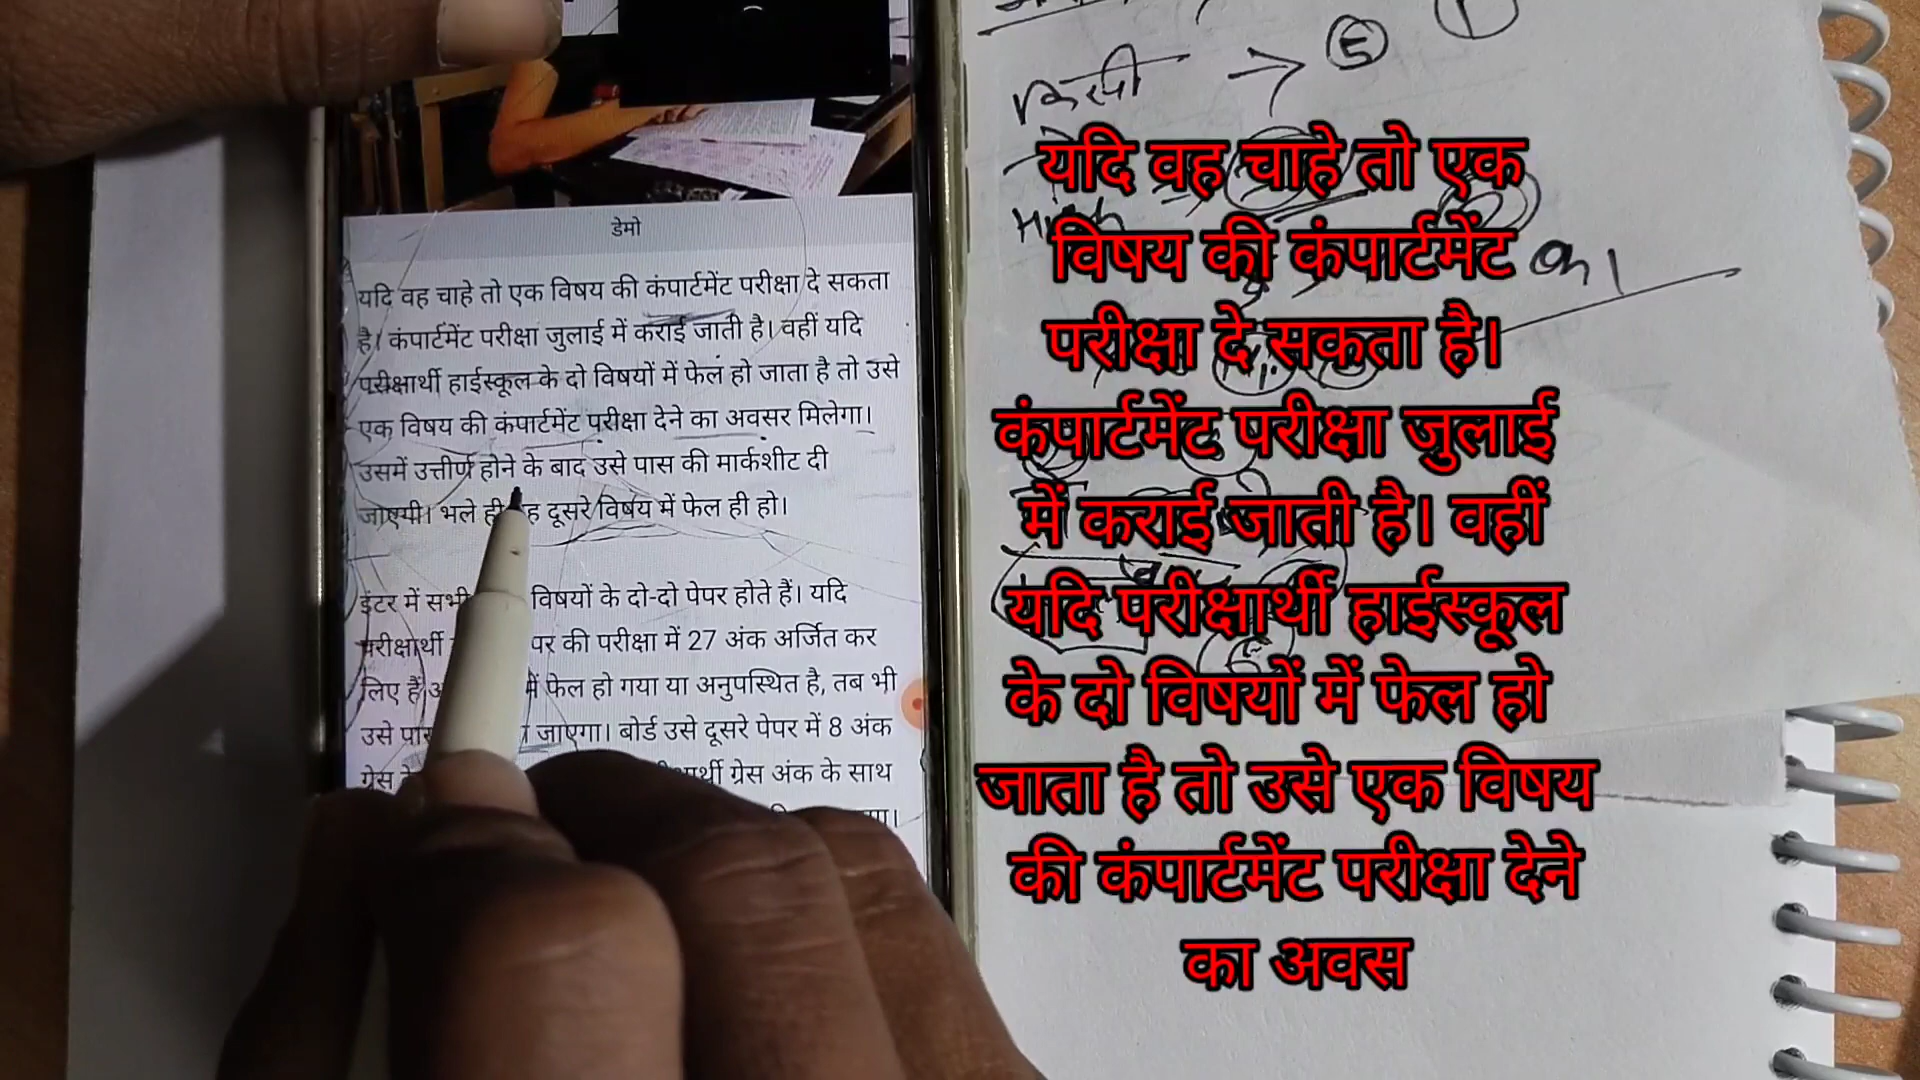 डेमो
यदि वह चाहे तो एक विषय की कंपार्टमेंट परीक्षा दे सकता
है। कंपार्टमेंट परीक्षा जुलाई में कराई जाती है। वहीं यदि
परीक्षार्थी हाईस्कूल के दो विषयों में फेल हो जाता है तो उसे
एक विषय की कंपार्टमेंट परीक्षा देने का अवसर मिलेगा।
उसमें उत्तीर्ण होने के बाद उसे पास की मार्कशीट दी
जाएगी। भले ही दूसरे विषय में फेल ही हो।
इंटर में सभी विषयों के दो-दो पेपर होते हैं। यदि
परीक्षार्थी की परीक्षा में 27 अंक अर्जित कर
लिए हैं में फेल हो गया या अनुपस्थित है, तब भी
उसे जाएगा। बोर्ड उसे दूसरे पेपर में 8 अंक
ग्रेस ग्रेस अंक के साथ
किसी → 5
High
का
यदि वह चाहे तो एक
विषय की कंपार्टमेंट
परीक्षा दे सकता है।
कंपार्टमेंट परीक्षा जुलाई
में कराई जाती है। वहीं
यदि परीक्षार्थी हाईस्कूल
के दो विषयों में फेल हो
जाता है तो उसे एक विषय
की कंपार्टमेंट परीक्षा देने
का अवस